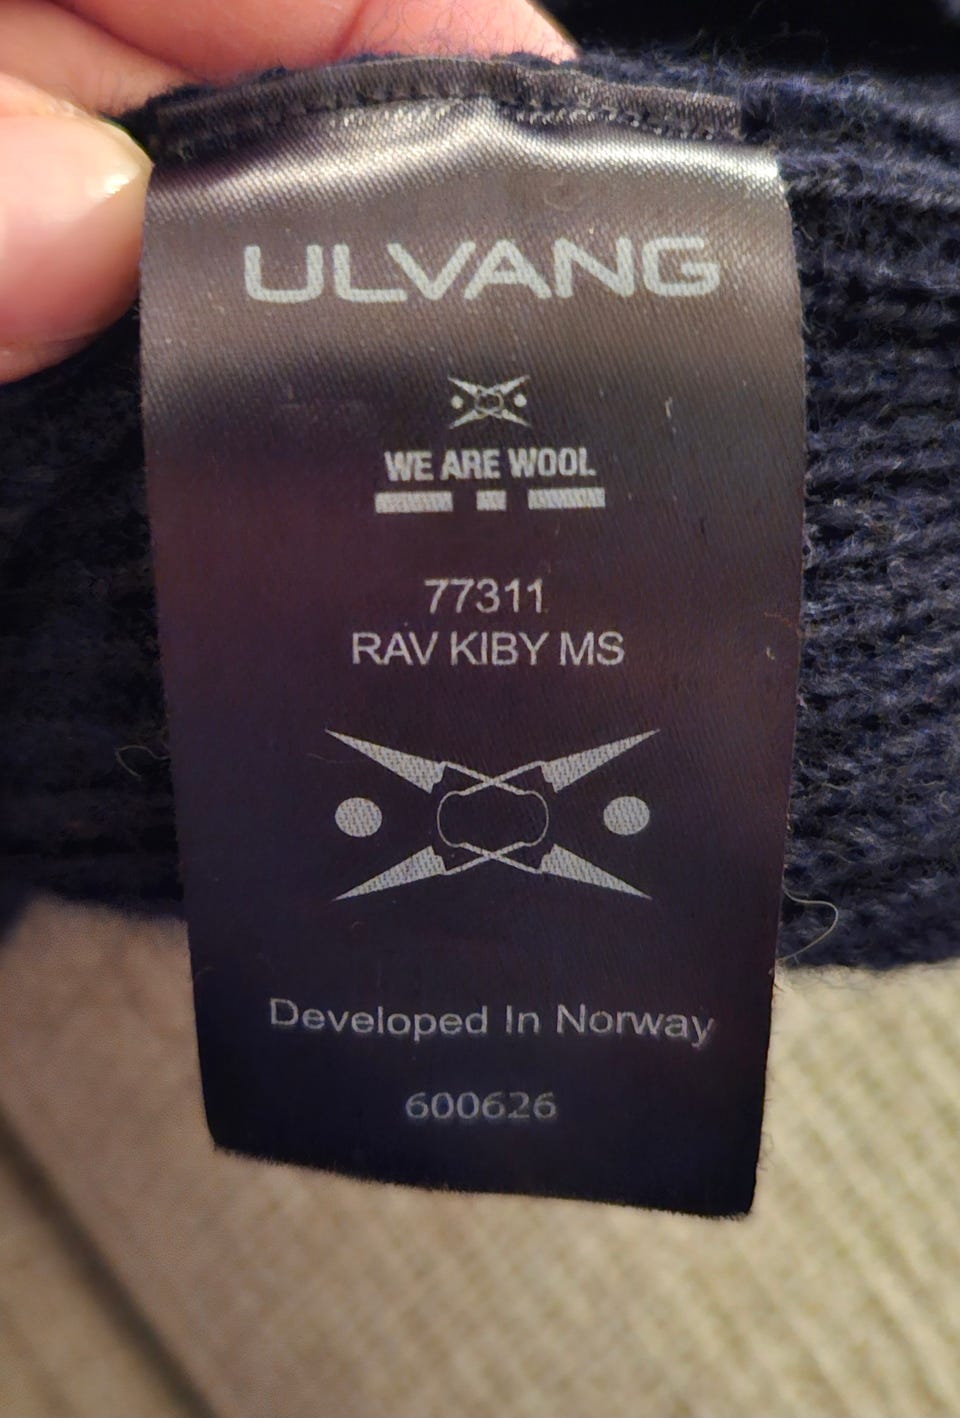 ULVANG
WE ARE WOOL
77311
RAV KIBY MS
Developed In Norway
600626